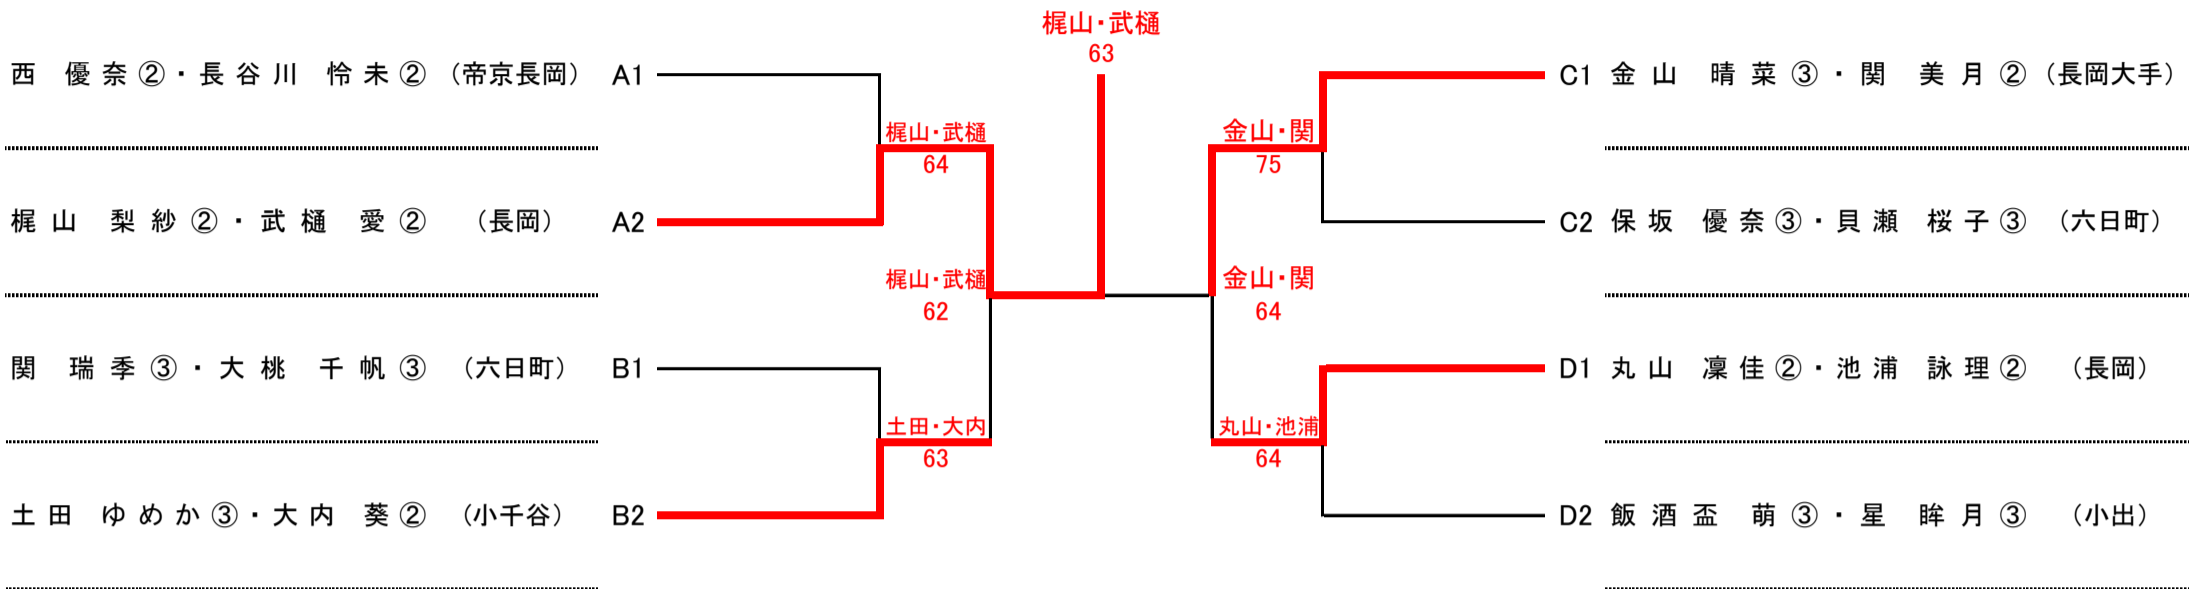 梶山・武樋
63
西 優奈②・長谷川 怜未② (帝京長岡) A1
C1 金山 晴菜③・関 美月② (長岡大手)
梶山・武樋
64
金山・関
75
梶山 梨紗②・武樋 愛② (長岡) A2
C2 保坂 優奈③・貝瀬 桜子③ (六日町)
梶山・武樋
62
金山・関
64
関 瑞季③・大桃 千帆③ (六日町) B1
D1 丸山 凜佳②・池浦 詠理② (長岡)
土田・大内
63
丸山・池浦
64
土田 ゆめか③・大内 葵② (小千谷) B2
D2 飯酒盃 萌③・星 眸月③ (小出)